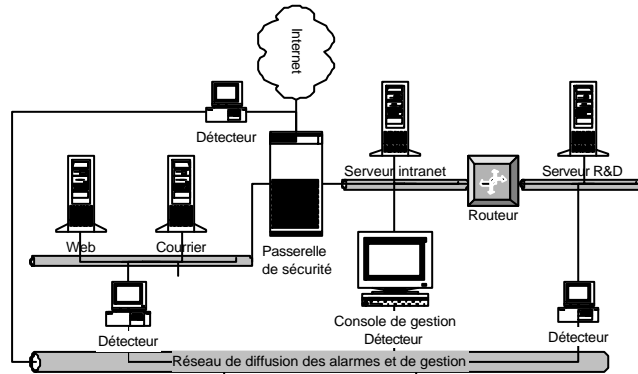 Internet
Détecteur
Serveur intranet
Serveur R&D
Routeur
Web
Courrier
Passerelle
de sécurité
Console de gestion
Détecteur
Détecteur
Détecteur
Réseau de diffusion des alarmes et de gestion